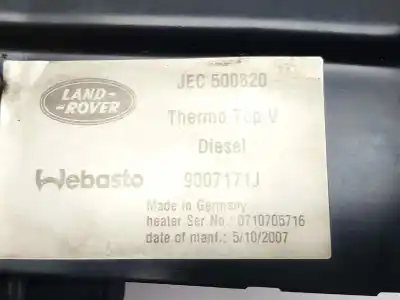 LAND-
-ROVER
JEC 500820
Thermo Top V
Diesel
Webasto
9007171J
Made in Germany
heater Ser No.: 0710705716
date of manf.: 5/10/2007